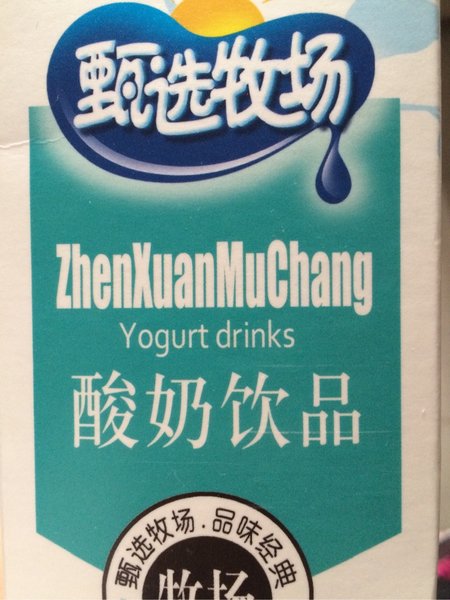 甄选牧场
ZhenXuanMuChang
Yogurt drinks
酸奶饮品
甄选牧场.品味经典
牧场